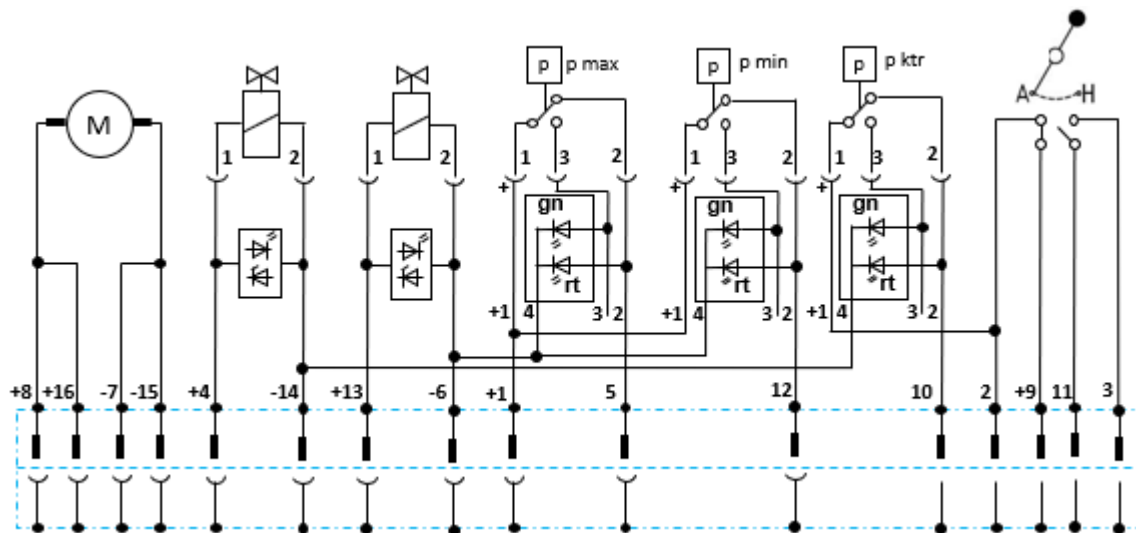 p p max p p min p p ktr
A H
M
1 2 1 2 1 3 2 1 3 2 1 3 2
+ + +
gn gn gn
rt rt rt
+1 4 3 2 +1 4 3 2 +1 4 3 2
+8 +16 -7 -15 +4 -14 +13 -6 +1 5 12 10 2 +9 11 3